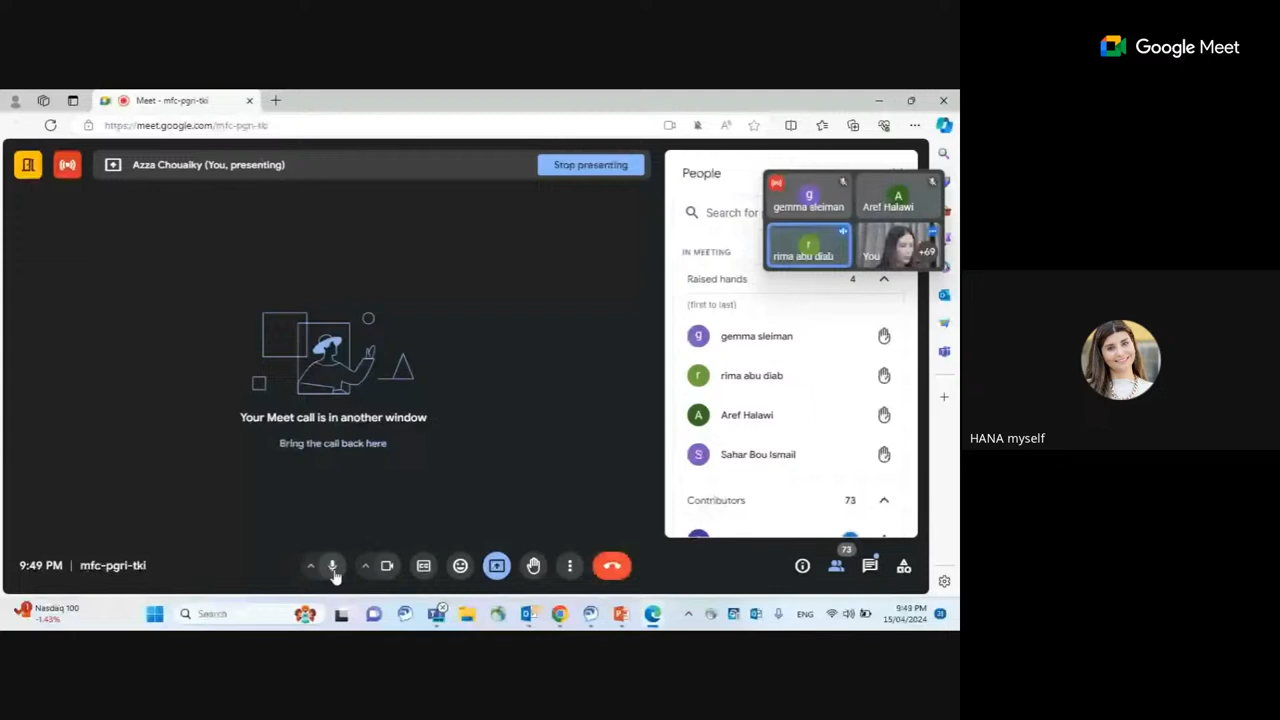 Google Meet
Meet - mfc-pgri-tki
https://meet.google.com/mfc-pgri-tki
Azza Chouaiky (You, presenting)
Stop presenting
People
Search for
gemma sleiman
Aref Halawi
rima abu diab
You
+69
IN MEETING
Raised hands
4
(first to last)
gemma sleiman
rima abu diab
Aref Halawi
Sahar Bou Ismail
Contributors
73
Your Meet call is in another window
Bring the call back here
HANA myself
9:49 PM | mfc-pgri-tki
73
Nasdaq 100
-1.43%
Search
ENG
9:49 PM
15/04/2024